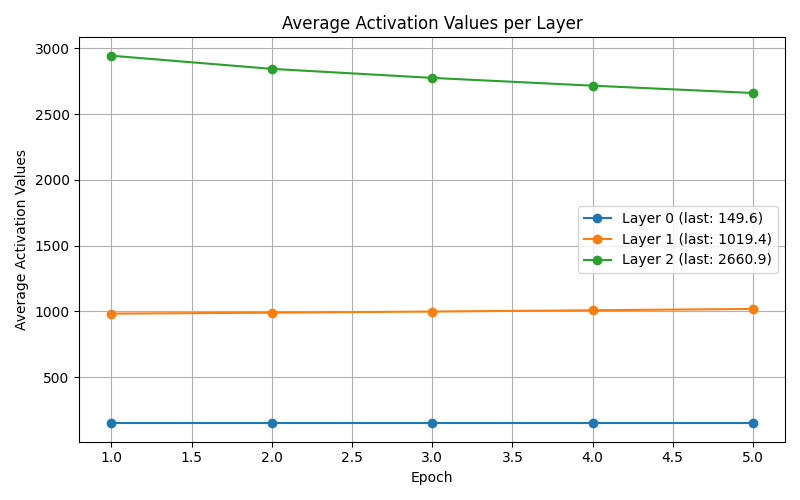 Average Activation Values per Layer
3000
2500
2000
1500
1000
500
Average Activation Values
Layer 0 (last: 149.6)
Layer 1 (last: 1019.4)
Layer 2 (last: 2660.9)
1.0 1.5 2.0 2.5 3.0 3.5 4.0 4.5 5.0
Epoch